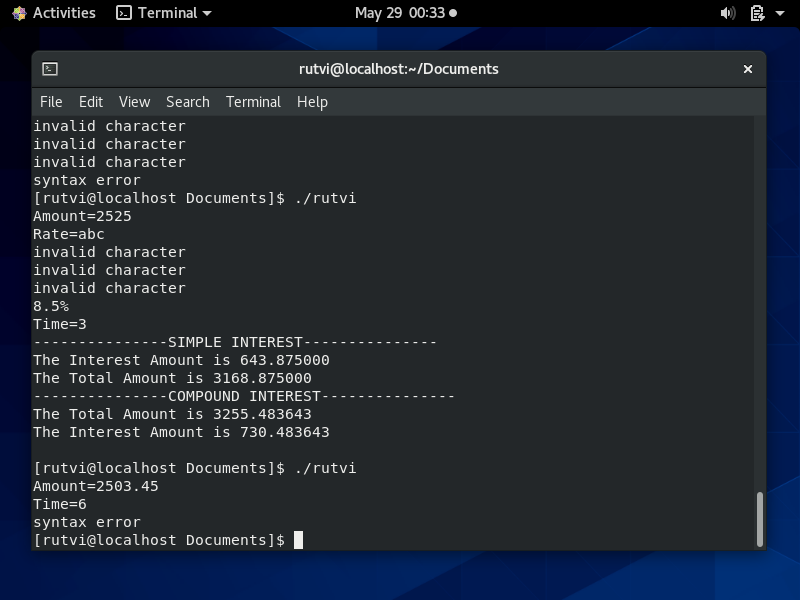 Activities Terminal May 29 00:33
rutvi@localhost:~/Documents
File Edit View Search Terminal Help
invalid character
invalid character
invalid character
syntax error
[rutvi@localhost Documents]$ ./rutvi
Amount=2525
Rate=abc
invalid character
invalid character
invalid character
8.5%
Time=3
---------------SIMPLE INTEREST---------------
The Interest Amount is 643.875000
The Total Amount is 3168.875000
---------------COMPOUND INTEREST---------------
The Total Amount is 3255.483643
The Interest Amount is 730.483643
[rutvi@localhost Documents]$ ./rutvi
Amount=2503.45
Time=6
syntax error
[rutvi@localhost Documents]$